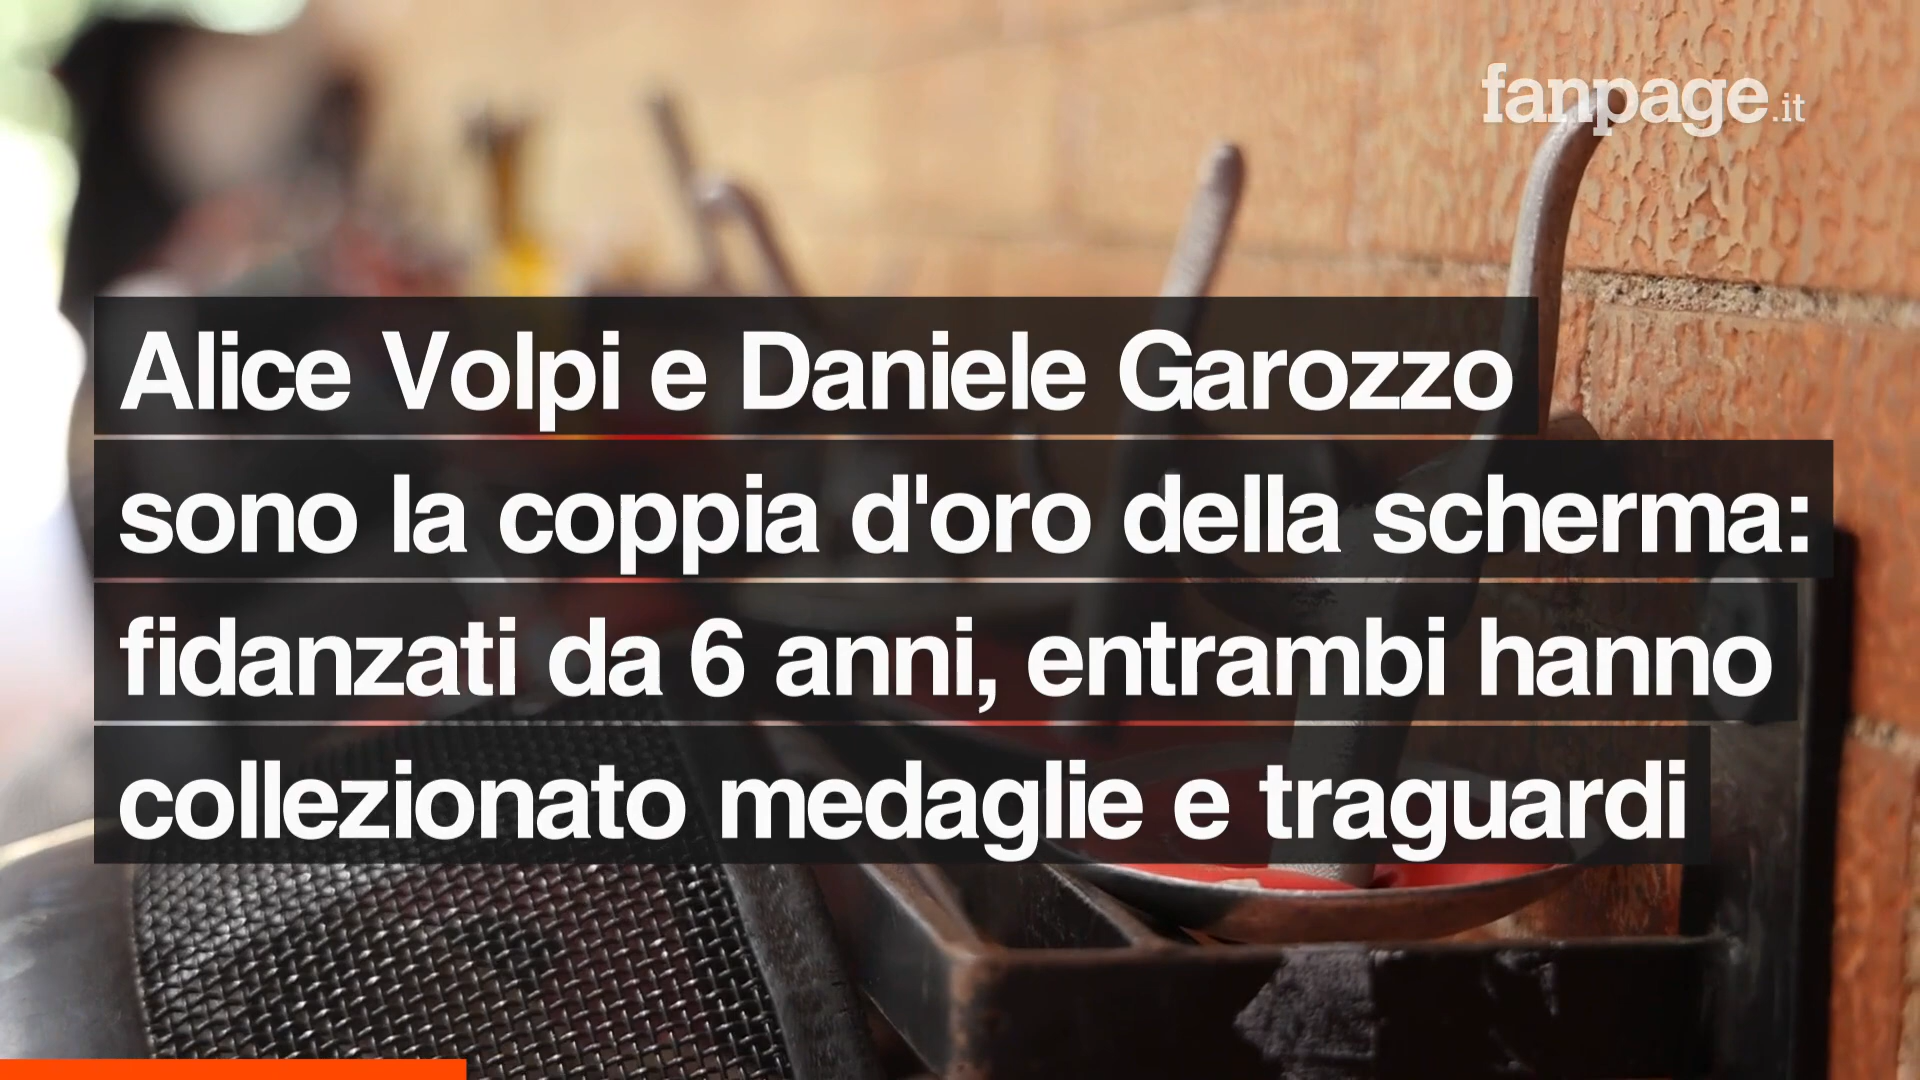 fanpage.it
Alice Volpi e Daniele Garozzo
sono la coppia d'oro della scherma:
fidanzati da 6 anni, entrambi hanno
collezionato medaglie e traguardi